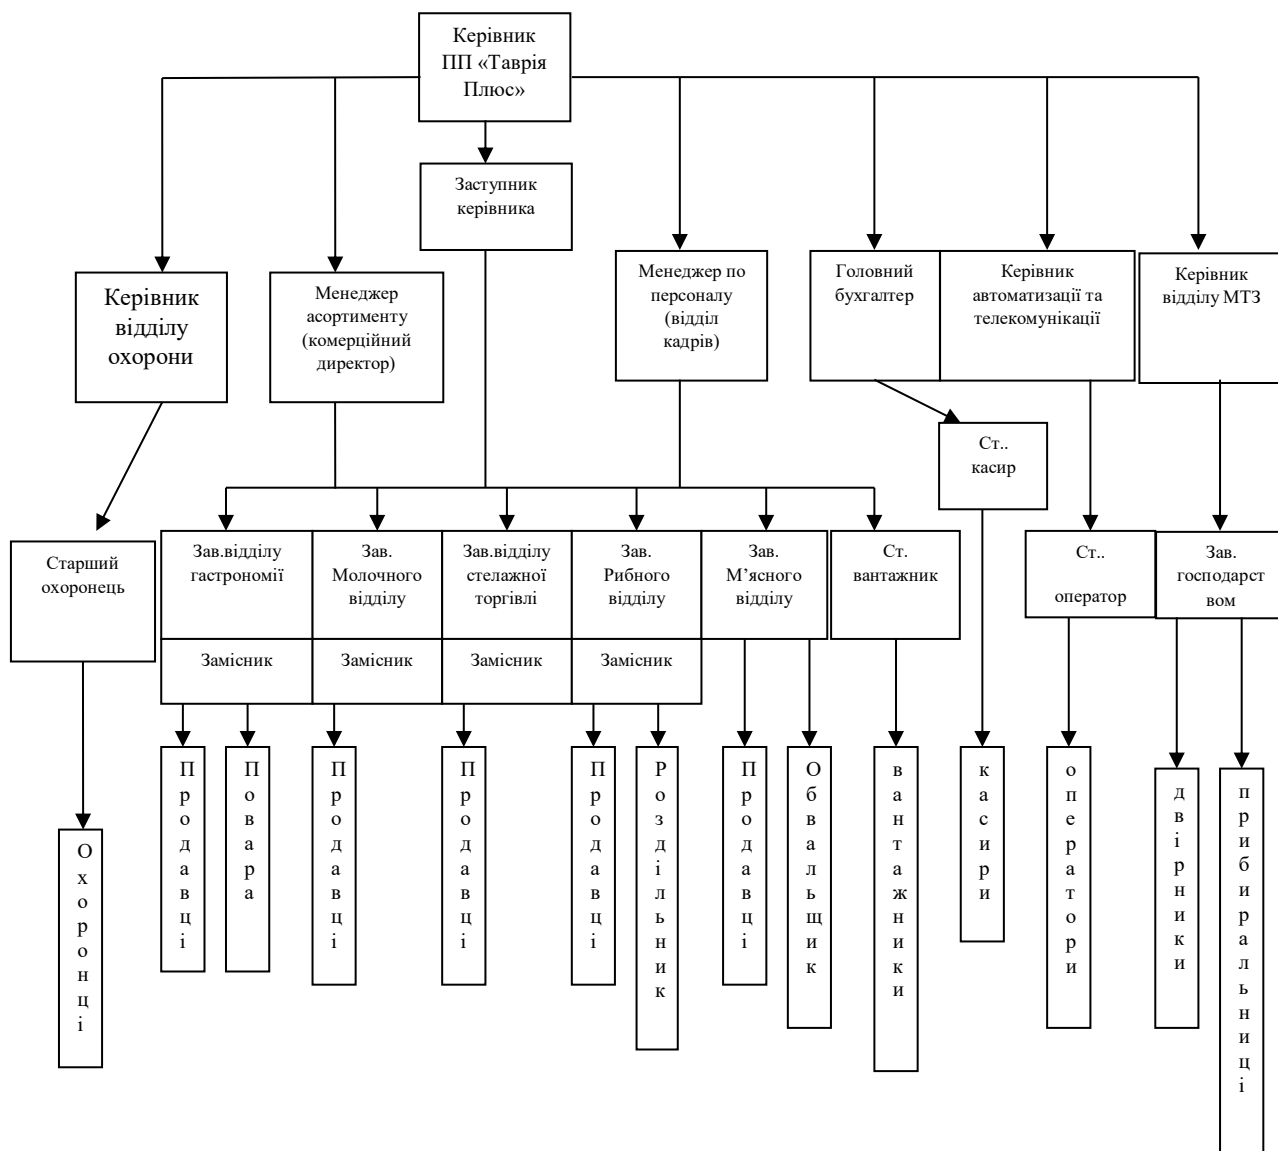 Керівник
ПП «Таврія
Плюс»
Заступник
керівника
Керівник
відділу
охорони
Менеджер
асортименту
(комерційний
директор)
Менеджер по
персоналу
(відділ
кадрів)
Головний
бухгалтер
Керівник
автоматизації та
телекомунікації
Керівник
відділу МТЗ
Ст..
касир
Старший
охоронець
Зав.відділу
гастрономії
Зав.
Молочного
відділу
Зав.відділу
стелажної
торгівлі
Зав.
Рибного
відділу
Зав.
М’ясного
відділу
Ст.
вантажник
Ст..
оператор
Зав.
господарст
вом
Замісник
Замісник
Замісник
Замісник
Охоронці
Продавці
Повара
Продавці
Продавці
Продавці
Роздільник
Продавці
Обвальщик
вантажники
касири
оператори
двірники
прибиральниці